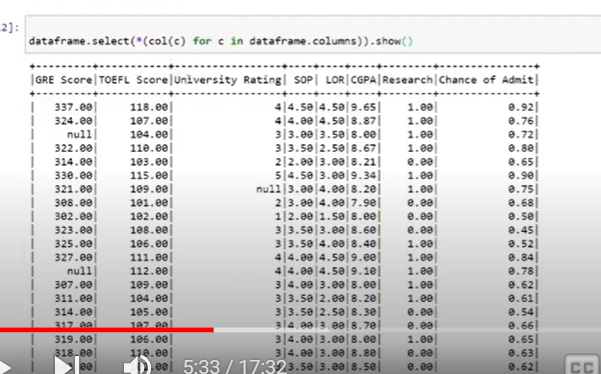 2]:
dataframe.select(*(col(c) for c in dataframe.columns)).show()
|GRE Score|TOEFL Score|University Rating| SOP| LOR|CGPA|Research|Chance of Admit|
| 337.00| 118.00| 4|4.50|4.50|9.65| 1.00| 0.92|
| 324.00| 107.00| 4|4.00|4.50|8.87| 1.00| 0.76|
| null| 104.00| 3|3.00|3.50|8.00| 1.00| 0.72|
| 322.00| 110.00| 3|3.50|2.50|8.67| 1.00| 0.80|
| 314.00| 103.00| 2|2.00|3.00|8.21| 0.00| 0.65|
| 330.00| 115.00| 5|4.50|3.00|9.34| 1.00| 0.90|
| 321.00| 109.00| null|3.00|4.00|8.20| 1.00| 0.75|
| 308.00| 101.00| 2|3.00|4.00|7.90| 0.00| 0.68|
| 302.00| 102.00| 1|2.00|1.50|8.00| 0.00| 0.50|
| 323.00| 108.00| 3|3.50|3.00|8.60| 0.00| 0.45|
| 325.00| 106.00| 3|3.50|4.00|8.40| 1.00| 0.52|
| 327.00| 111.00| 4|4.00|4.50|9.00| 1.00| 0.84|
| null| 112.00| 4|4.00|4.50|9.10| 1.00| 0.78|
| 307.00| 109.00| 3|4.00|3.00|8.00| 1.00| 0.62|
| 311.00| 104.00| 3|3.50|2.00|8.20| 1.00| 0.61|
| 314.00| 105.00| 3|3.50|2.50|8.30| 0.00| 0.54|
| 317.00| 107.00| 3|4.00|3.00|8.70| 0.00| 0.66|
| 319.00| 106.00| 3|4.00|3.00|8.00| 1.00| 0.65|
| 318.00| 110.00| 3|4.00|3.00|8.80| 0.00| 0.63|
3.50|3.00|8.50| 0.00| 0.62|
5:33 / 17:32
CC